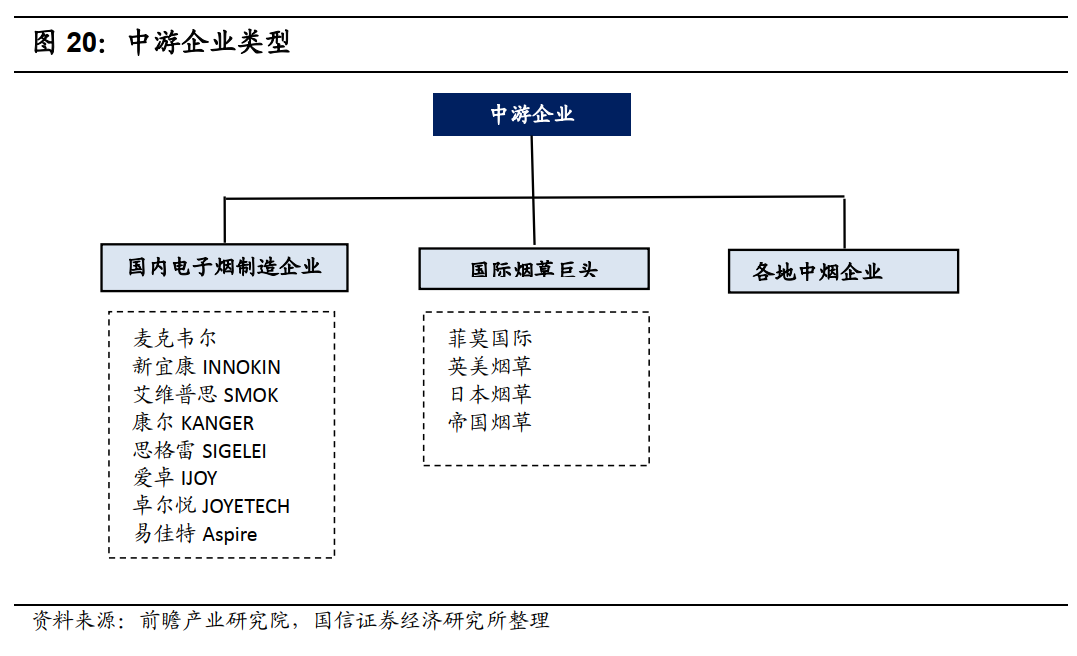 图 20：中游企业类型
中游企业
国内电子烟制造企业
国际烟草巨头
各地中烟企业
麦克韦尔
新宜康 INNOKIN
艾维普思 SMOK
康尔 KANGER
思格雷 SIGELEI
爱卓 IJOY
卓尔悦 JOYETECH
易佳特 Aspire
菲莫国际
英美烟草
日本烟草
帝国烟草
资料来源：前瞻产业研究院，国信证券经济研究所整理